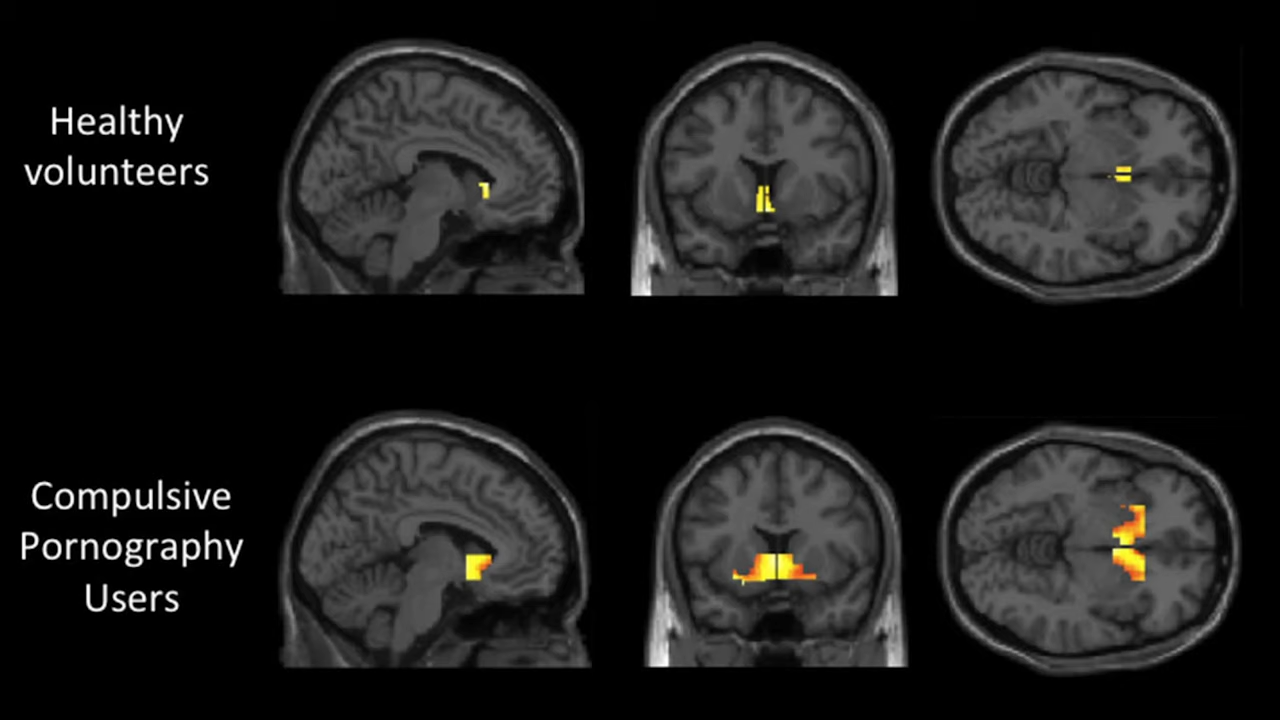 Healthy
volunteers
Compulsive
Pornography
Users